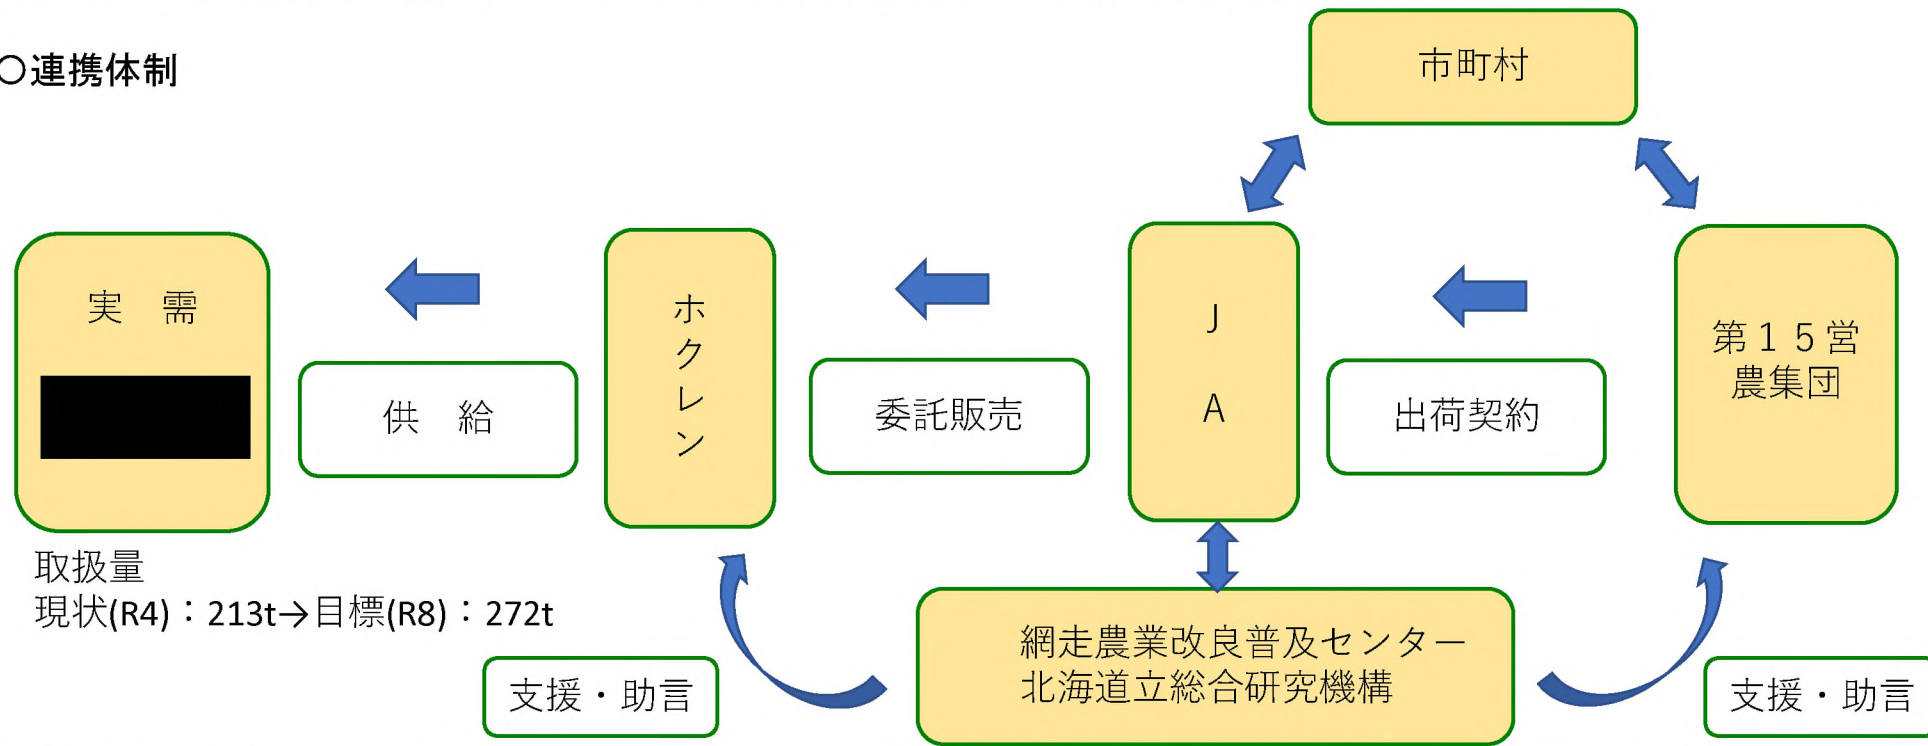 ○連携体制
市町村
実　需
供　給
ホクレン
委託販売
JA
出荷契約
第１５営
農集団
取扱量
現状(R4)：213t→目標(R8)：272t
支援・助言
網走農業改良普及センター
北海道立総合研究機構
支援・助言